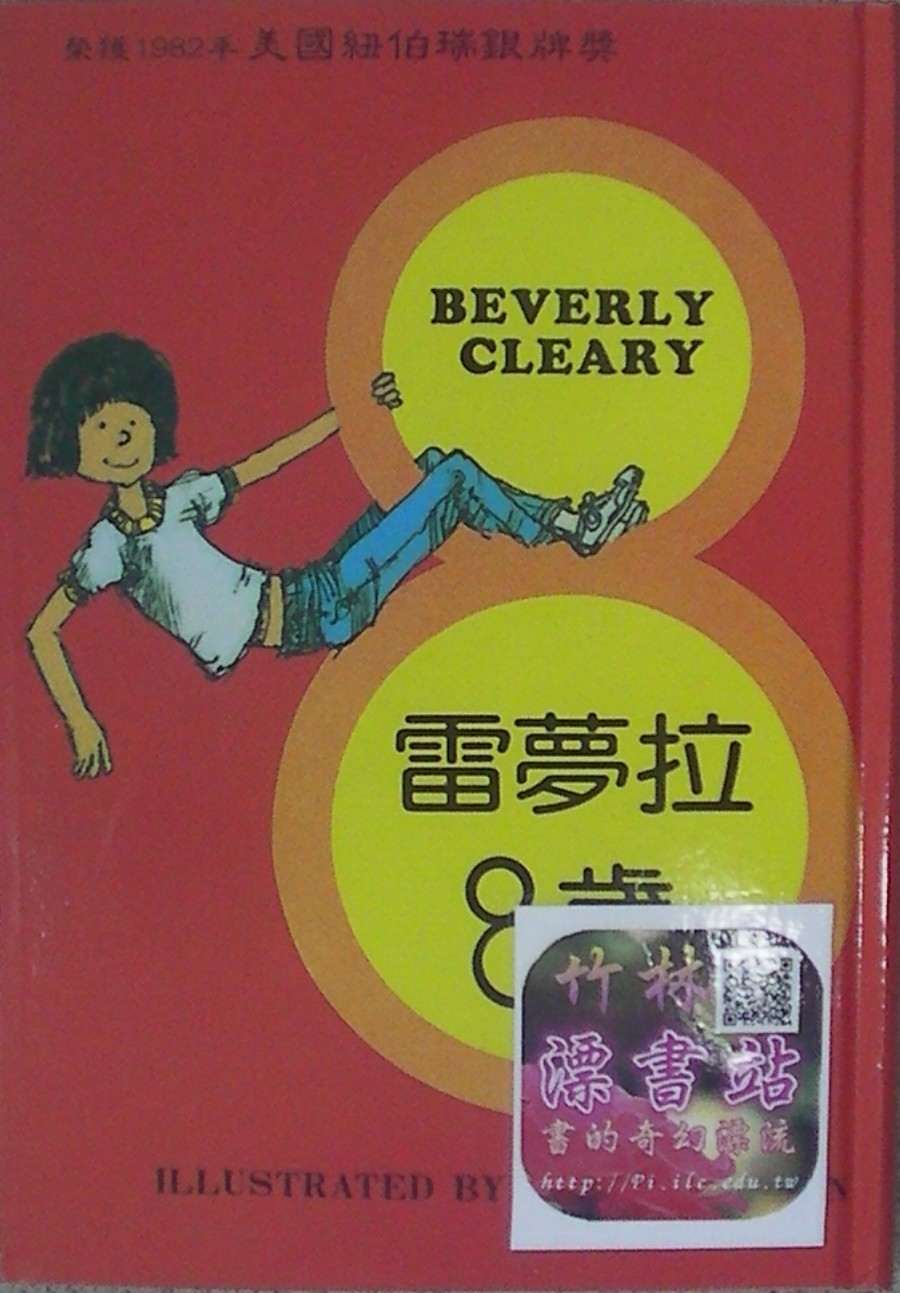 榮獲1982年美國紐伯瑞銀牌獎
BEVERLY
CLEARY
雷夢拉
8歲
竹林
漂書站
書的奇幻漂流
http://Pi.ilc.edu.tw
ILLUSTRATED BY